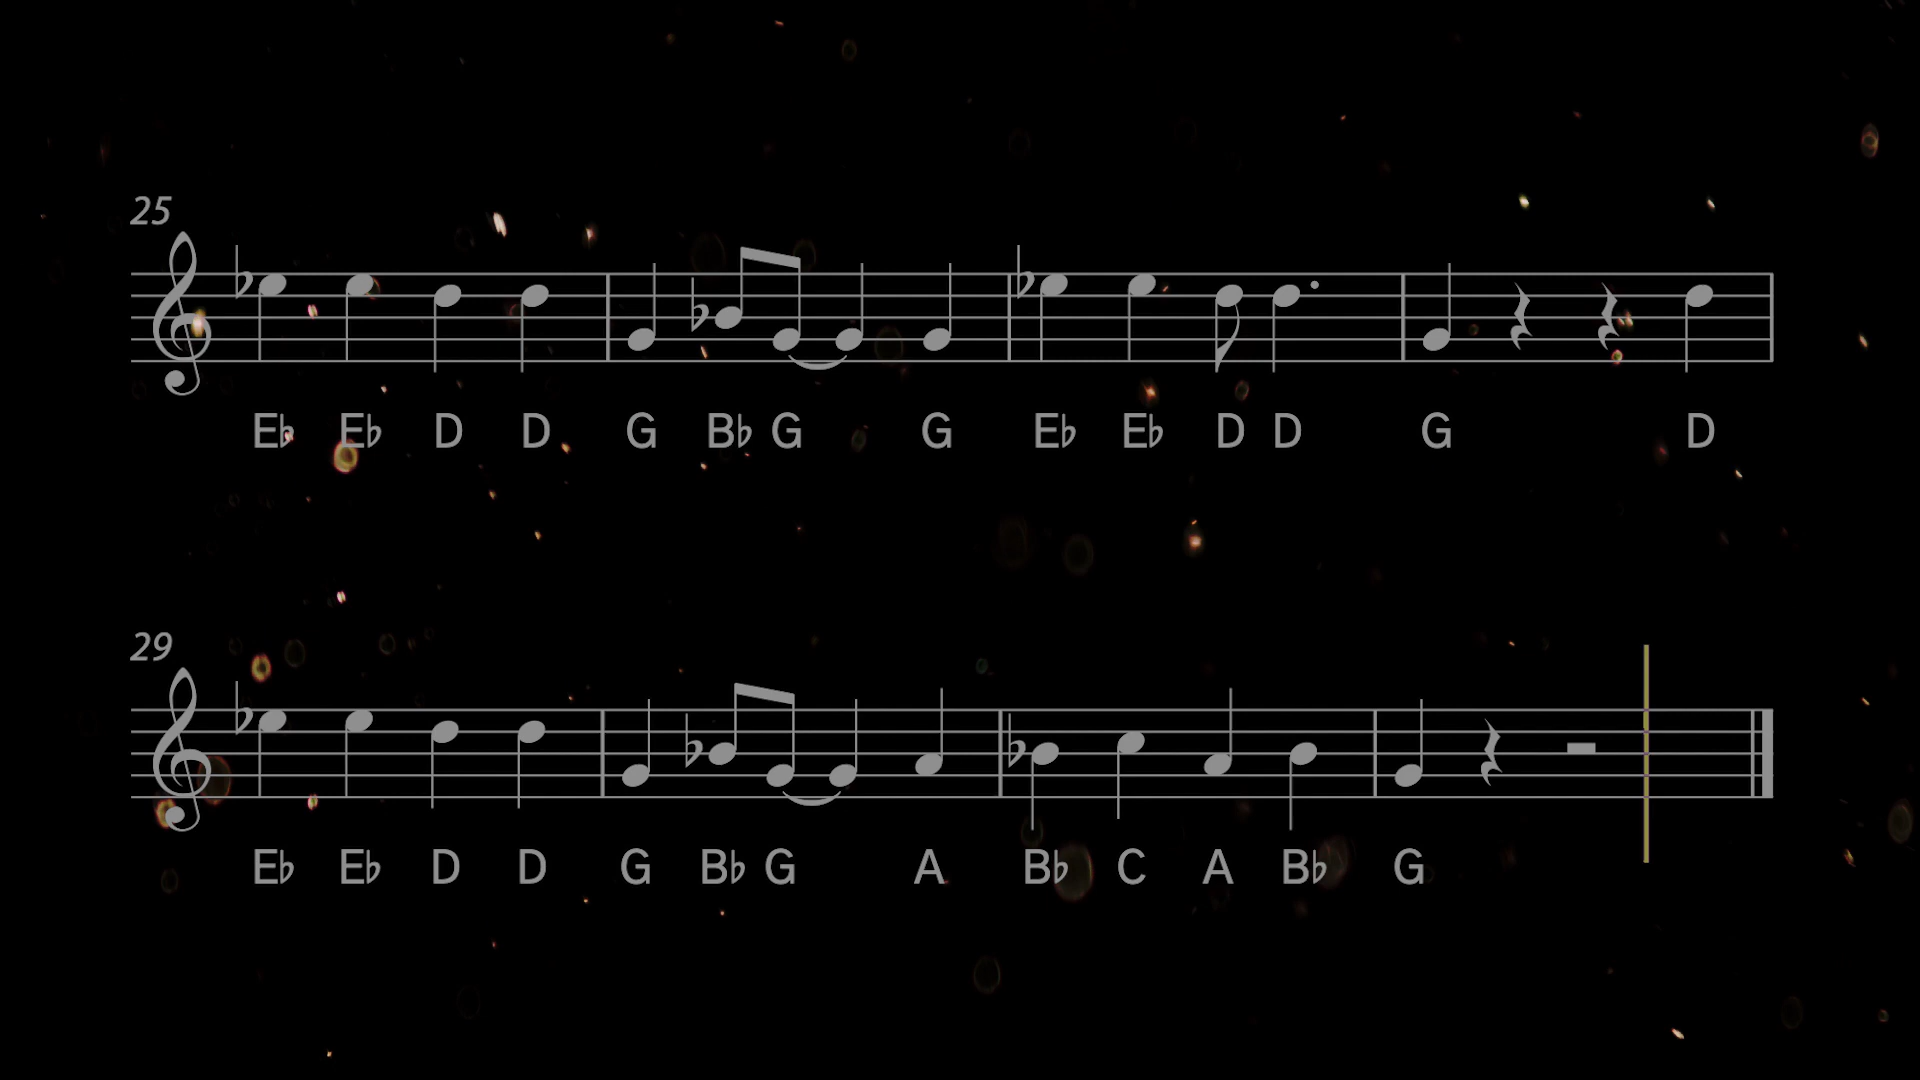 25
E♭ E♭ D D G B♭ G G E♭ E♭ D D G D
29
E♭ E♭ D D G B♭ G A B♭ C A B♭ G